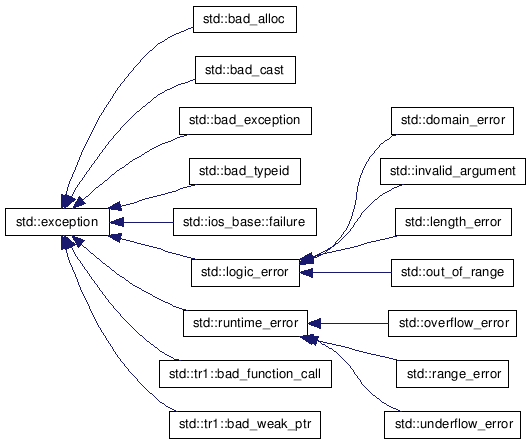 std::bad_alloc
std::bad_cast
std::bad_exception
std::domain_error
std::bad_typeid
std::invalid_argument
std::exception
std::ios_base::failure
std::length_error
std::logic_error
std::out_of_range
std::runtime_error
std::overflow_error
std::tr1::bad_function_call
std::range_error
std::tr1::bad_weak_ptr
std::underflow_error